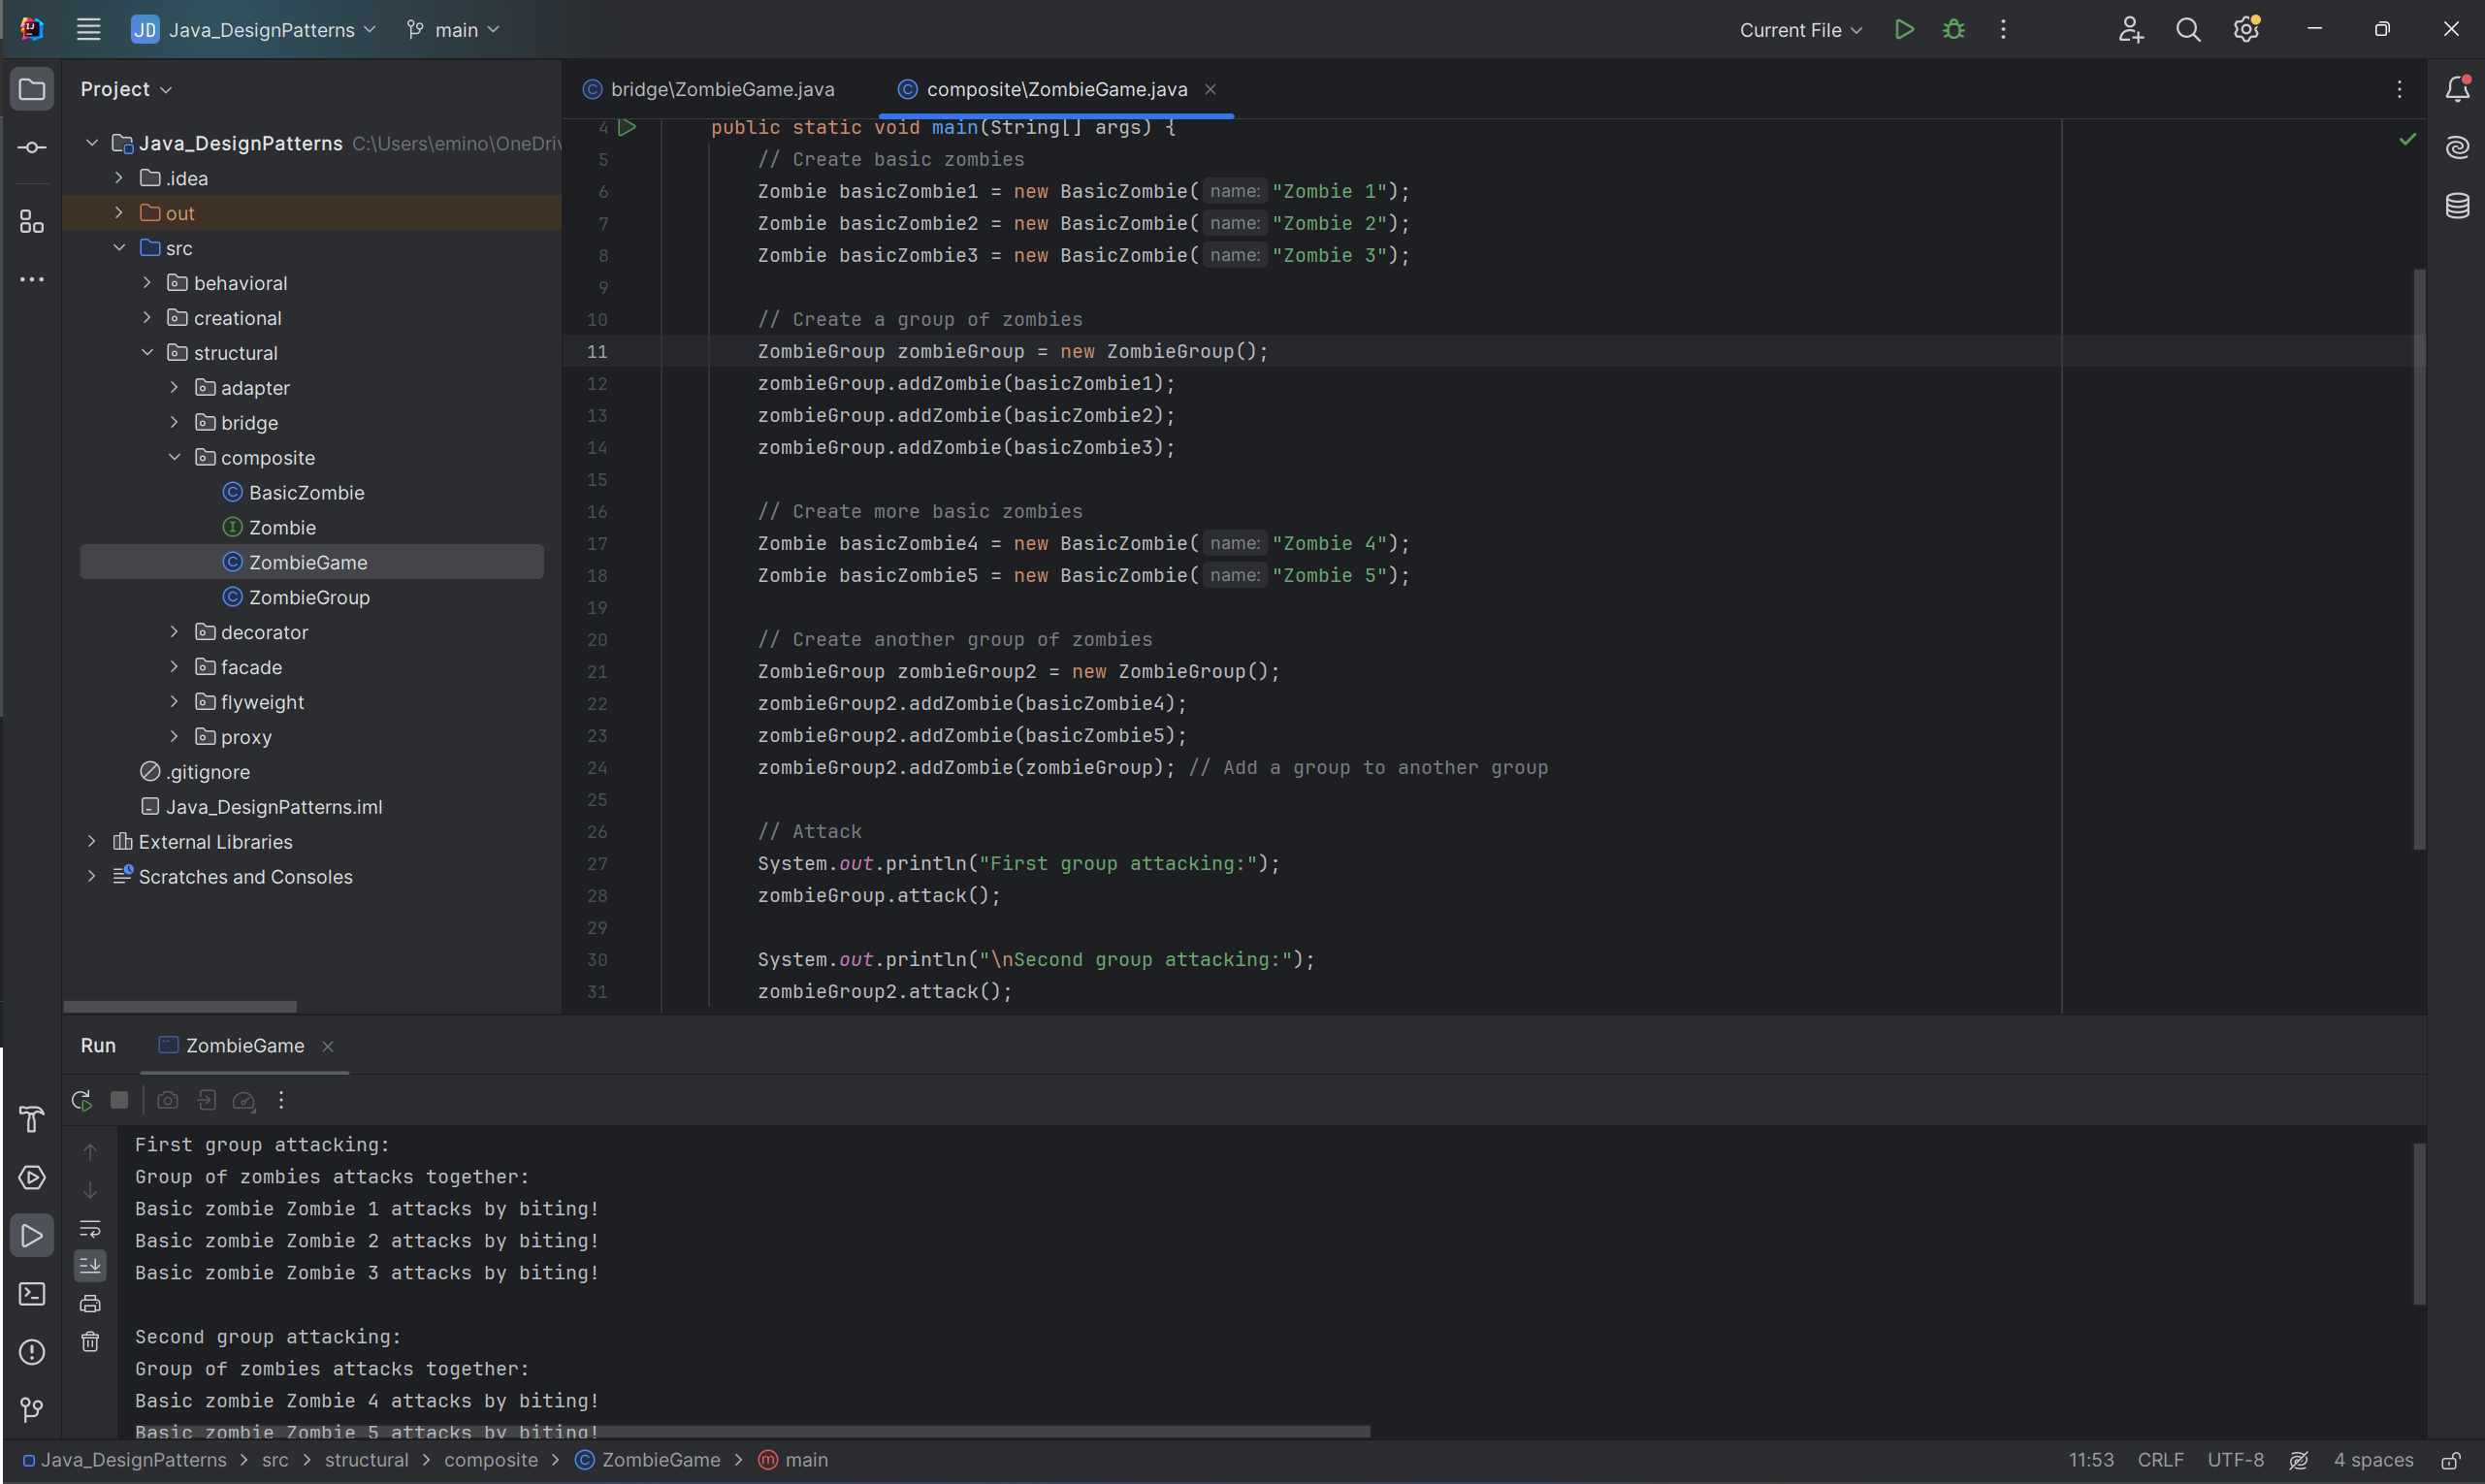 JD Java_DesignPatterns main Current File
Project
bridge\ZombieGame.java composite\ZombieGame.java
Java_DesignPatterns C:\Users\emino\OneDri
.idea
out
src
behavioral
creational
structural
adapter
bridge
composite
BasicZombie
Zombie
ZombieGame
ZombieGroup
decorator
facade
flyweight
proxy
.gitignore
Java_DesignPatterns.iml
External Libraries
Scratches and Consoles
4 public static void main(String[] args) {
5 // Create basic zombies
6 Zombie basicZombie1 = new BasicZombie( name: "Zombie 1");
7 Zombie basicZombie2 = new BasicZombie( name: "Zombie 2");
8 Zombie basicZombie3 = new BasicZombie( name: "Zombie 3");
9
10 // Create a group of zombies
11 ZombieGroup zombieGroup = new ZombieGroup();
12 zombieGroup.addZombie(basicZombie1);
13 zombieGroup.addZombie(basicZombie2);
14 zombieGroup.addZombie(basicZombie3);
15
16 // Create more basic zombies
17 Zombie basicZombie4 = new BasicZombie( name: "Zombie 4");
18 Zombie basicZombie5 = new BasicZombie( name: "Zombie 5");
19
20 // Create another group of zombies
21 ZombieGroup zombieGroup2 = new ZombieGroup();
22 zombieGroup2.addZombie(basicZombie4);
23 zombieGroup2.addZombie(basicZombie5);
24 zombieGroup2.addZombie(zombieGroup); // Add a group to another group
25
26 // Attack
27 System.out.println("First group attacking:");
28 zombieGroup.attack();
29
30 System.out.println("\nSecond group attacking:");
31 zombieGroup2.attack();
Run ZombieGame
First group attacking:
Group of zombies attacks together:
Basic zombie Zombie 1 attacks by biting!
Basic zombie Zombie 2 attacks by biting!
Basic zombie Zombie 3 attacks by biting!
Second group attacking:
Group of zombies attacks together:
Basic zombie Zombie 4 attacks by biting!
Basic zombie Zombie 5 attacks by biting!
Java_DesignPatterns > src > structural > composite > ZombieGame > main 11:53 CRLF UTF-8 4 spaces